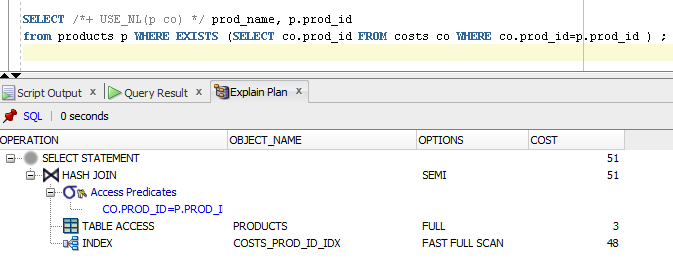 SELECT /*+ USE_NL(p co) */ prod_name, p.prod_id
from products p WHERE EXISTS (SELECT co.prod_id FROM costs co WHERE co.prod_id=p.prod_id ) ;
Script Output x Query Result x Explain Plan x
SQL | 0 seconds
OPERATION OBJECT_NAME OPTIONS COST
SELECT STATEMENT 51
HASH JOIN SEMI 51
Access Predicates
CO.PROD_ID=P.PROD_I
TABLE ACCESS PRODUCTS FULL 3
INDEX COSTS_PROD_ID_IDX FAST FULL SCAN 48